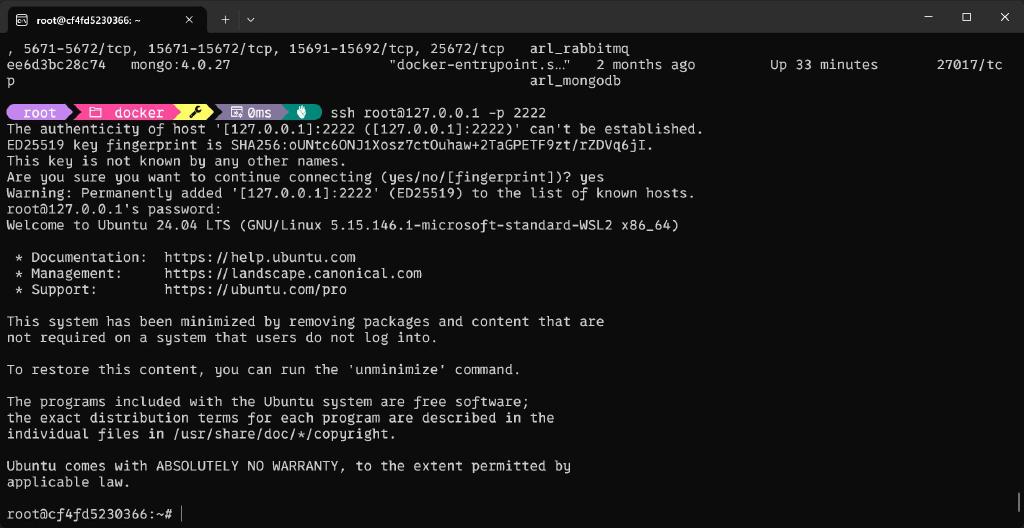 root@cf4fd5230366: ~
, 5671-5672/tcp, 15671-15672/tcp, 15691-15692/tcp, 25672/tcp   arl_rabbitmq
ee6d3bc28c74   mongo:4.0.27                   "docker-entrypoint.s…"   2 months ago         Up 33 minutes       27017/tc
p                                                              arl_mongodb
root docker 0ms ssh root@127.0.0.1 -p 2222
The authenticity of host '[127.0.0.1]:2222 ([127.0.0.1]:2222)' can't be established.
ED25519 key fingerprint is SHA256:oUNtc6ONJ1Xosz7ctOuhaw+2TaGPETF9zt/rZDVq6jI.
This key is not known by any other names.
Are you sure you want to continue connecting (yes/no/[fingerprint])? yes
Warning: Permanently added '[127.0.0.1]:2222' (ED25519) to the list of known hosts.
root@127.0.0.1's password:
Welcome to Ubuntu 24.04 LTS (GNU/Linux 5.15.146.1-microsoft-standard-WSL2 x86_64)
* Documentation:  https://help.ubuntu.com
* Management:     https://landscape.canonical.com
* Support:        https://ubuntu.com/pro
This system has been minimized by removing packages and content that are
not required on a system that users do not log into.
To restore this content, you can run the 'unminimize' command.
The programs included with the Ubuntu system are free software;
the exact distribution terms for each program are described in the
individual files in /usr/share/doc/*/copyright.
Ubuntu comes with ABSOLUTELY NO WARRANTY, to the extent permitted by
applicable law.
root@cf4fd5230366:~#